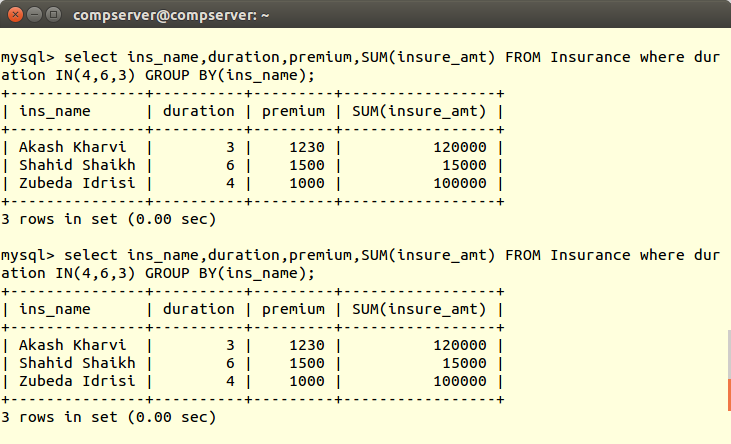 compserver@compserver: ~
mysql> select ins_name,duration,premium,SUM(insure_amt) FROM Insurance where dur
ation IN(4,6,3) GROUP BY(ins_name);
+---------------+----------+---------+-----------------+
| ins_name      | duration | premium | SUM(insure_amt) |
+---------------+----------+---------+-----------------+
| Akash Kharvi  |        3 |    1230 |          120000 |
| Shahid Shaikh |        6 |    1500 |           15000 |
| Zubeda Idrisi |        4 |    1000 |          100000 |
+---------------+----------+---------+-----------------+
3 rows in set (0.00 sec)
mysql> select ins_name,duration,premium,SUM(insure_amt) FROM Insurance where dur
ation IN(4,6,3) GROUP BY(ins_name);
+---------------+----------+---------+-----------------+
| ins_name      | duration | premium | SUM(insure_amt) |
+---------------+----------+---------+-----------------+
| Akash Kharvi  |        3 |    1230 |          120000 |
| Shahid Shaikh |        6 |    1500 |           15000 |
| Zubeda Idrisi |        4 |    1000 |          100000 |
+---------------+----------+---------+-----------------+
3 rows in set (0.00 sec)